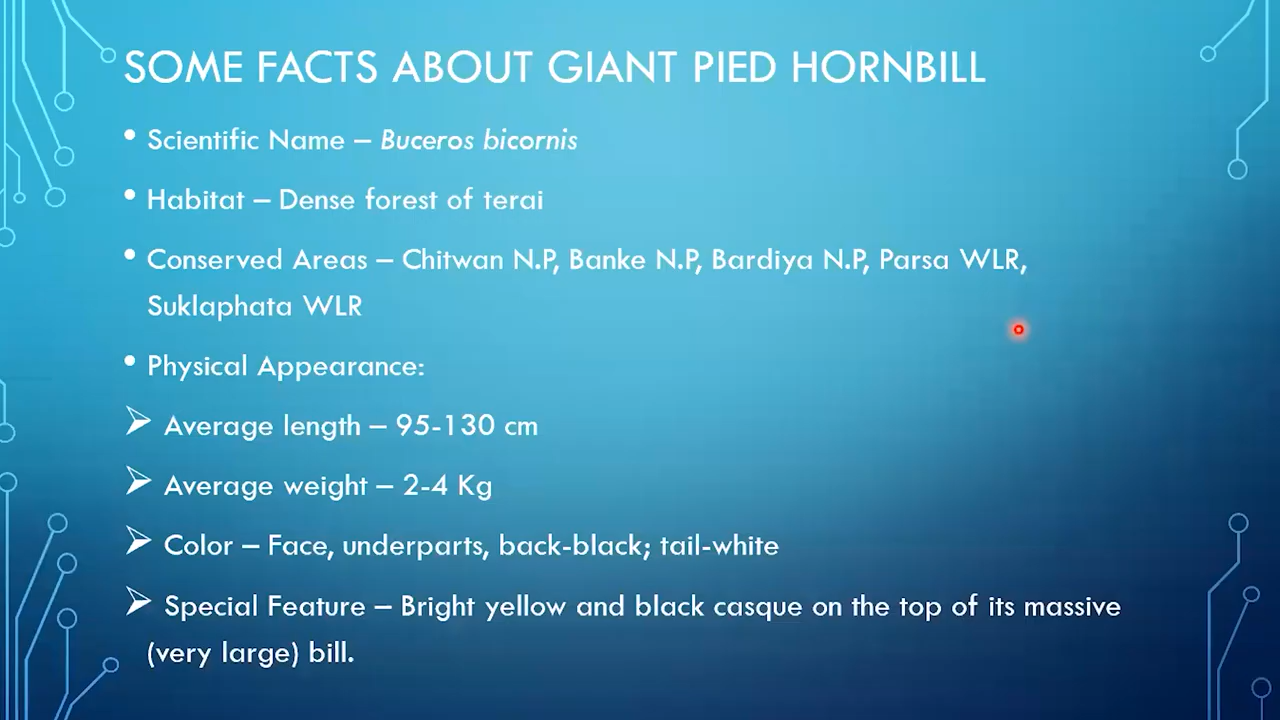 SOME FACTS ABOUT GIANT PIED HORNBILL
• Scientific Name – Buceros bicornis
• Habitat – Dense forest of terai
• Conserved Areas – Chitwan N.P, Banke N.P, Bardiya N.P, Parsa WLR,
Suklaphata WLR
• Physical Appearance:
➢ Average length – 95-130 cm
➢ Average weight – 2-4 Kg
➢ Color – Face, underparts, back-black; tail-white
➢ Special Feature – Bright yellow and black casque on the top of its massive
(very large) bill.